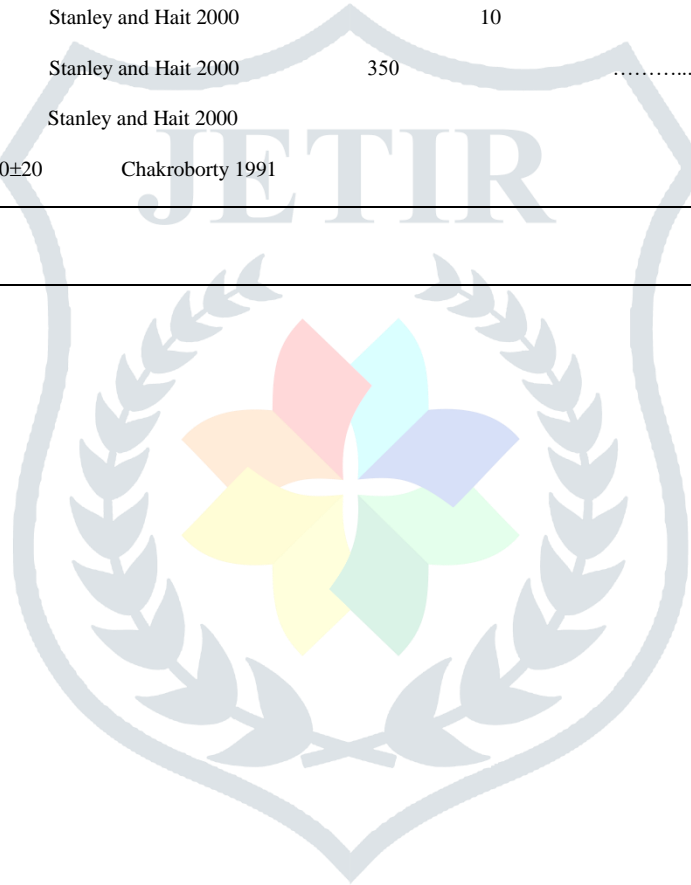 Stanley and Hait 2000 10
Stanley and Hait 2000 350 ………...
Stanley and Hait 2000
0±20 Chakroborty 1991
JETIR